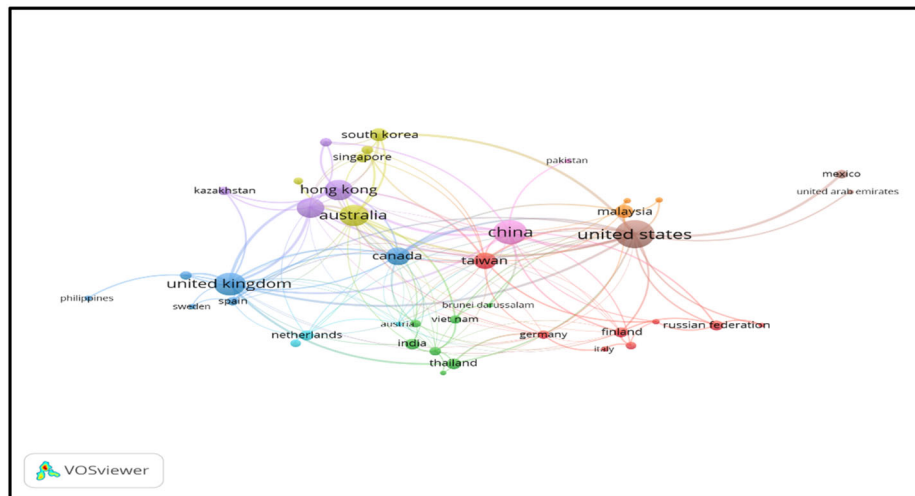 south korea
singapore
pakistan
mexico
kazakhstan
hong kong
united arab emirates
australia
malaysia
china
united states
canada
taiwan
united kingdom
philippines
sweden
spain
brunei darussalam
viet nam
austria
russian federation
netherlands
germany
finland
india
italy
thailand
VOSviewer